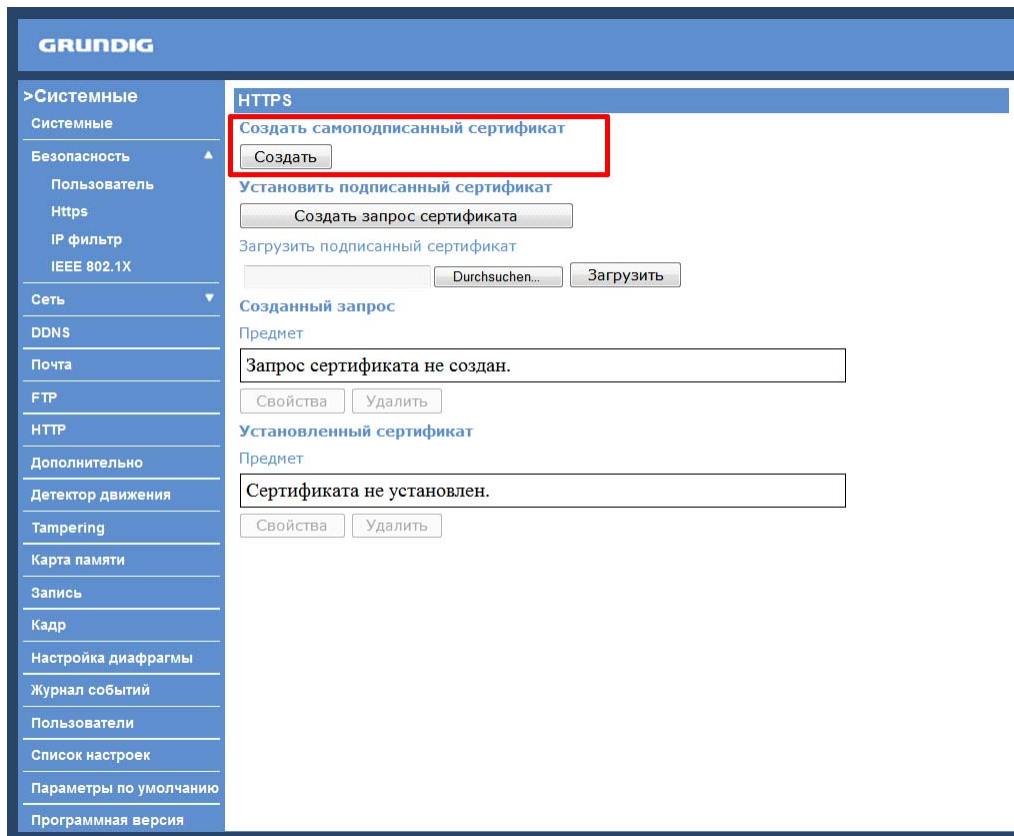 GRUNDIG
>Системные
Системные
Безопасность
Пользователь
Https
IP фильтр
IEEE 802.1X
Сеть
DDNS
Почта
FTP
HTTP
Дополнительно
Детектор движения
Tampering
Карта памяти
Запись
Кадр
Настройка диафрагмы
Журнал событий
Пользователи
Список настроек
Параметры по умолчанию
Программная версия
HTTPS
Создать самоподписанный сертификат
Создать
Установить подписанный сертификат
Создать запрос сертификата
Загрузить подписанный сертификат
Durchsuchen... Загрузить
Созданный запрос
Предмет
Запрос сертификата не создан.
Свойства Удалить
Установленный сертификат
Предмет
Сертификата не установлен.
Свойства Удалить